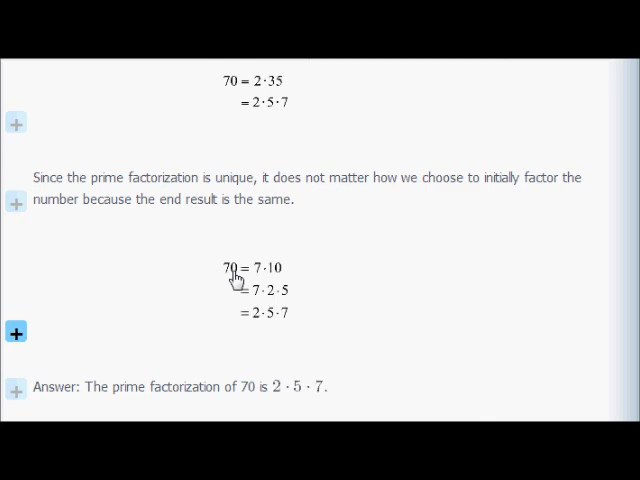 70 = 2·35
= 2·5·7
Since the prime factorization is unique, it does not matter how we choose to initially factor the
number because the end result is the same.
70 = 7·10
= 7·2·5
= 2·5·7
Answer: The prime factorization of 70 is 2 · 5 · 7.